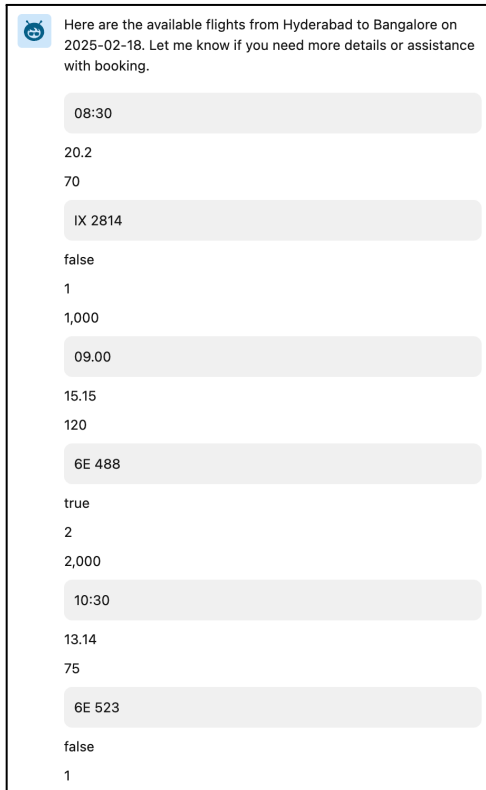 Here are the available flights from Hyderabad to Bangalore on
2025-02-18. Let me know if you need more details or assistance
with booking.
08:30
20.2
70
IX 2814
false
1
1,000
09.00
15.15
120
6E 488
true
2
2,000
10:30
13.14
75
6E 523
false
1